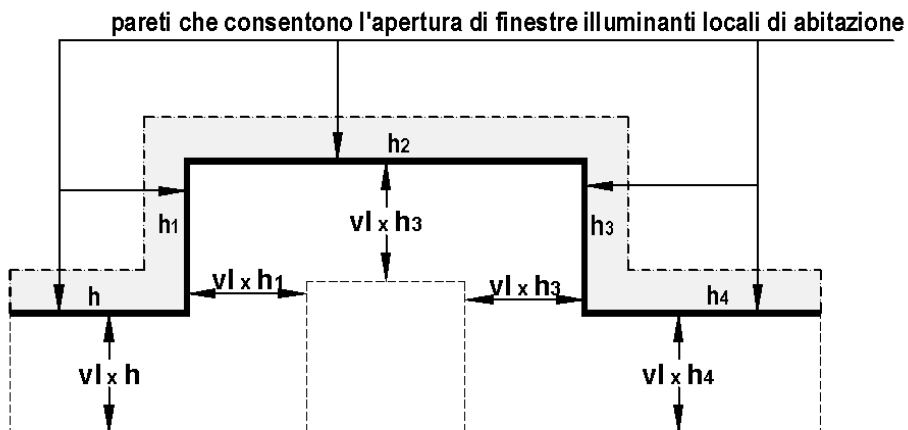 pareti che consentono l'apertura di finestre illuminanti locali di abitazione
h2
h1
vl x h3
h3
vl x h1
vl x h3
h
h4
vl x h
vl x h4